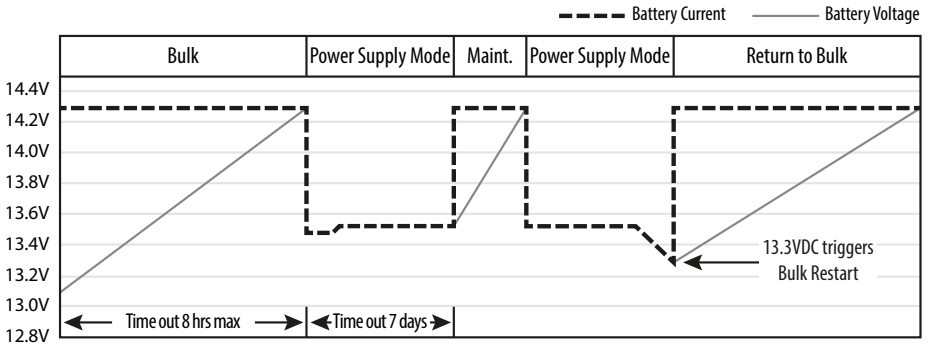 Battery Current Battery Voltage
Bulk Power Supply Mode Maint. Power Supply Mode Return to Bulk
14.4V
14.2V
14.0V
13.8V
13.6V
13.4V
13.3VDC triggers
Bulk Restart
13.2V
13.0V
Time out 8 hrs max Time out 7 days
12.8V